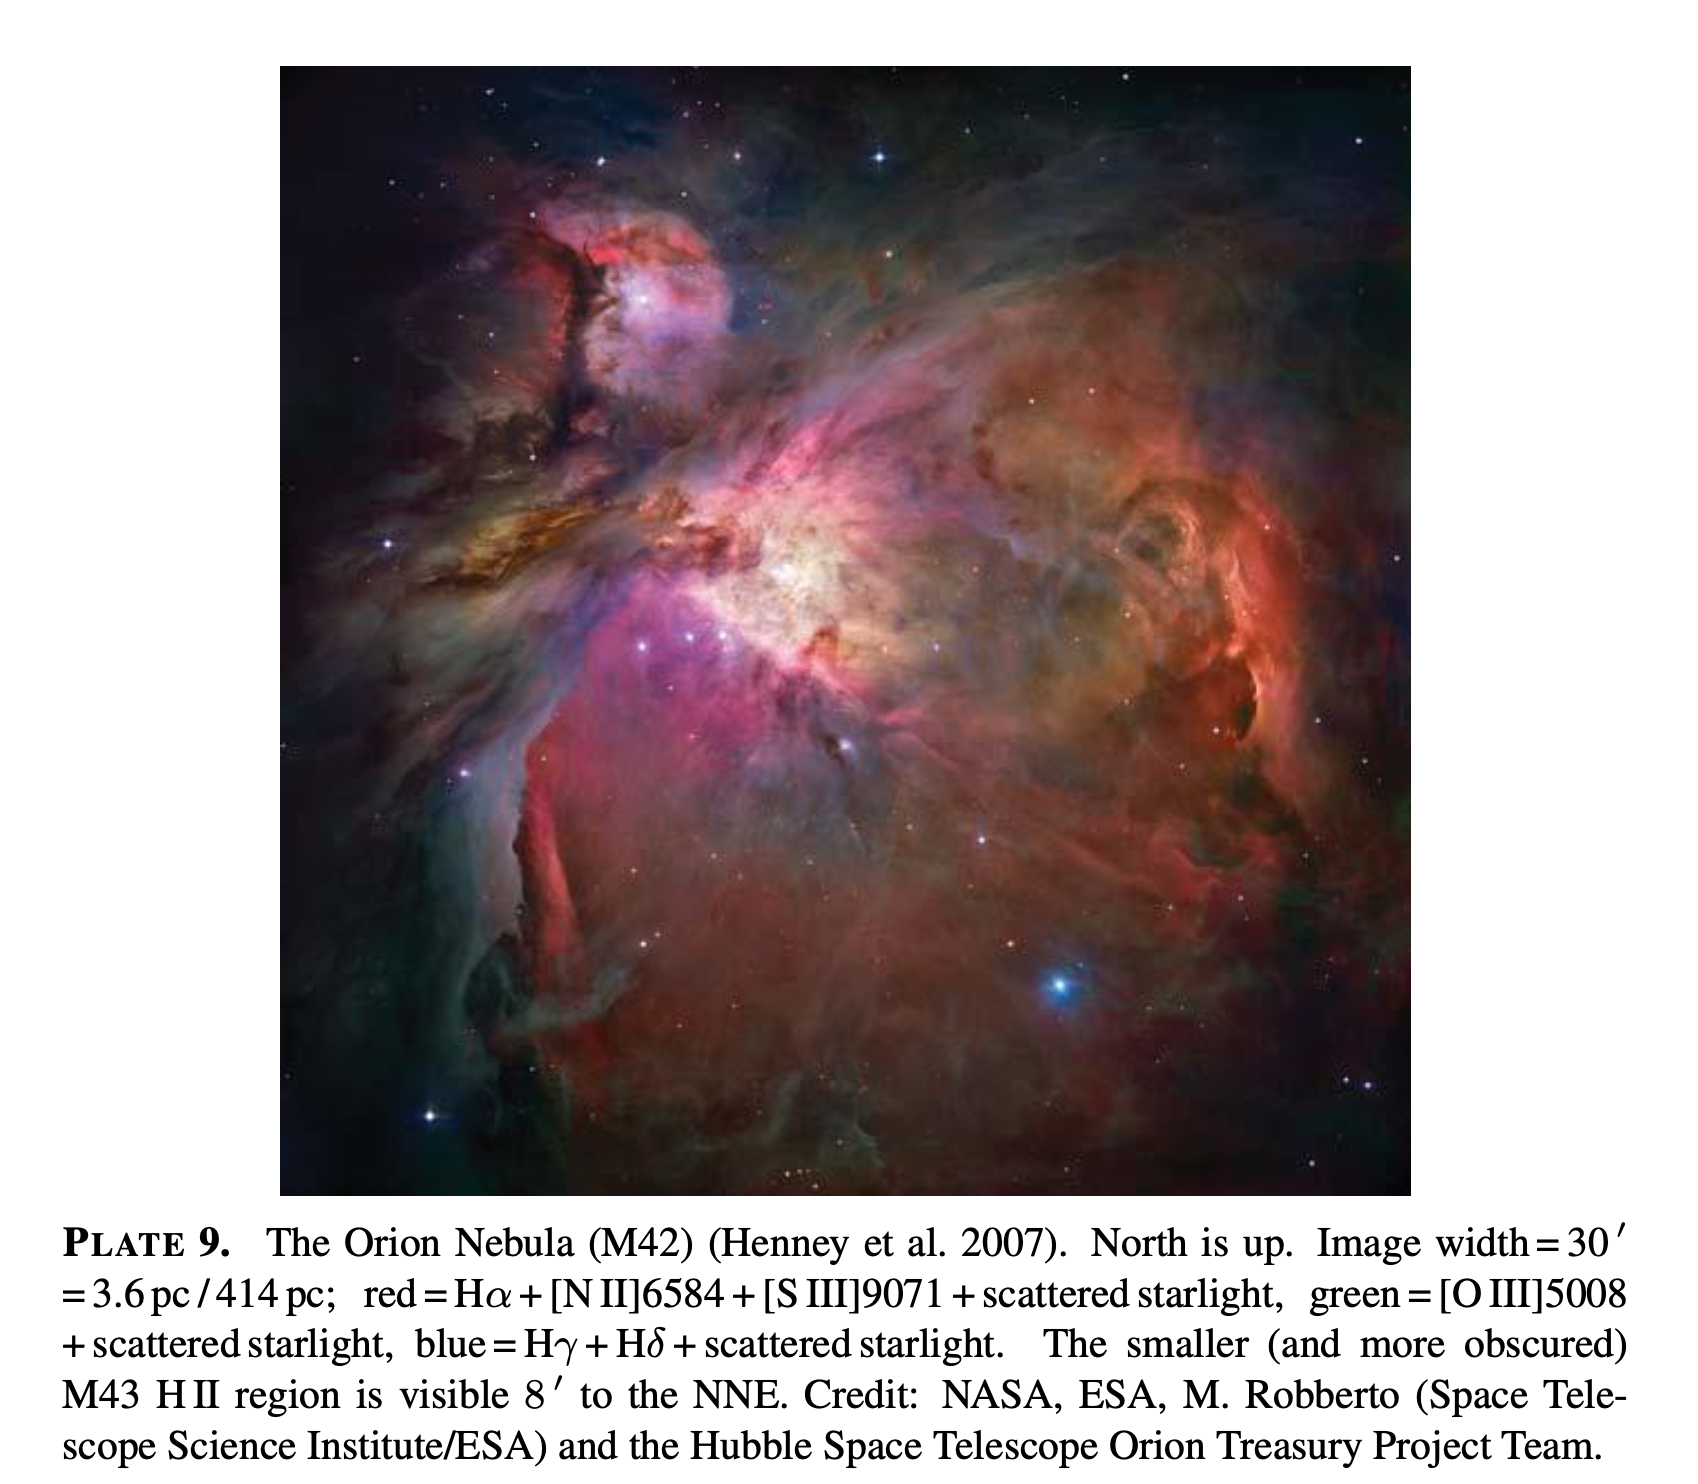 PLATE 9. The Orion Nebula (M42) (Henney et al. 2007). North is up. Image width = 30′
= 3.6 pc / 414 pc; red = Hα + [N II]6584 + [S III]9071 + scattered starlight, green = [O III]5008
+ scattered starlight, blue = Hγ + Hδ + scattered starlight. The smaller (and more obscured)
M43 H II region is visible 8′ to the NNE. Credit: NASA, ESA, M. Robberto (Space Tele-
scope Science Institute/ESA) and the Hubble Space Telescope Orion Treasury Project Team.